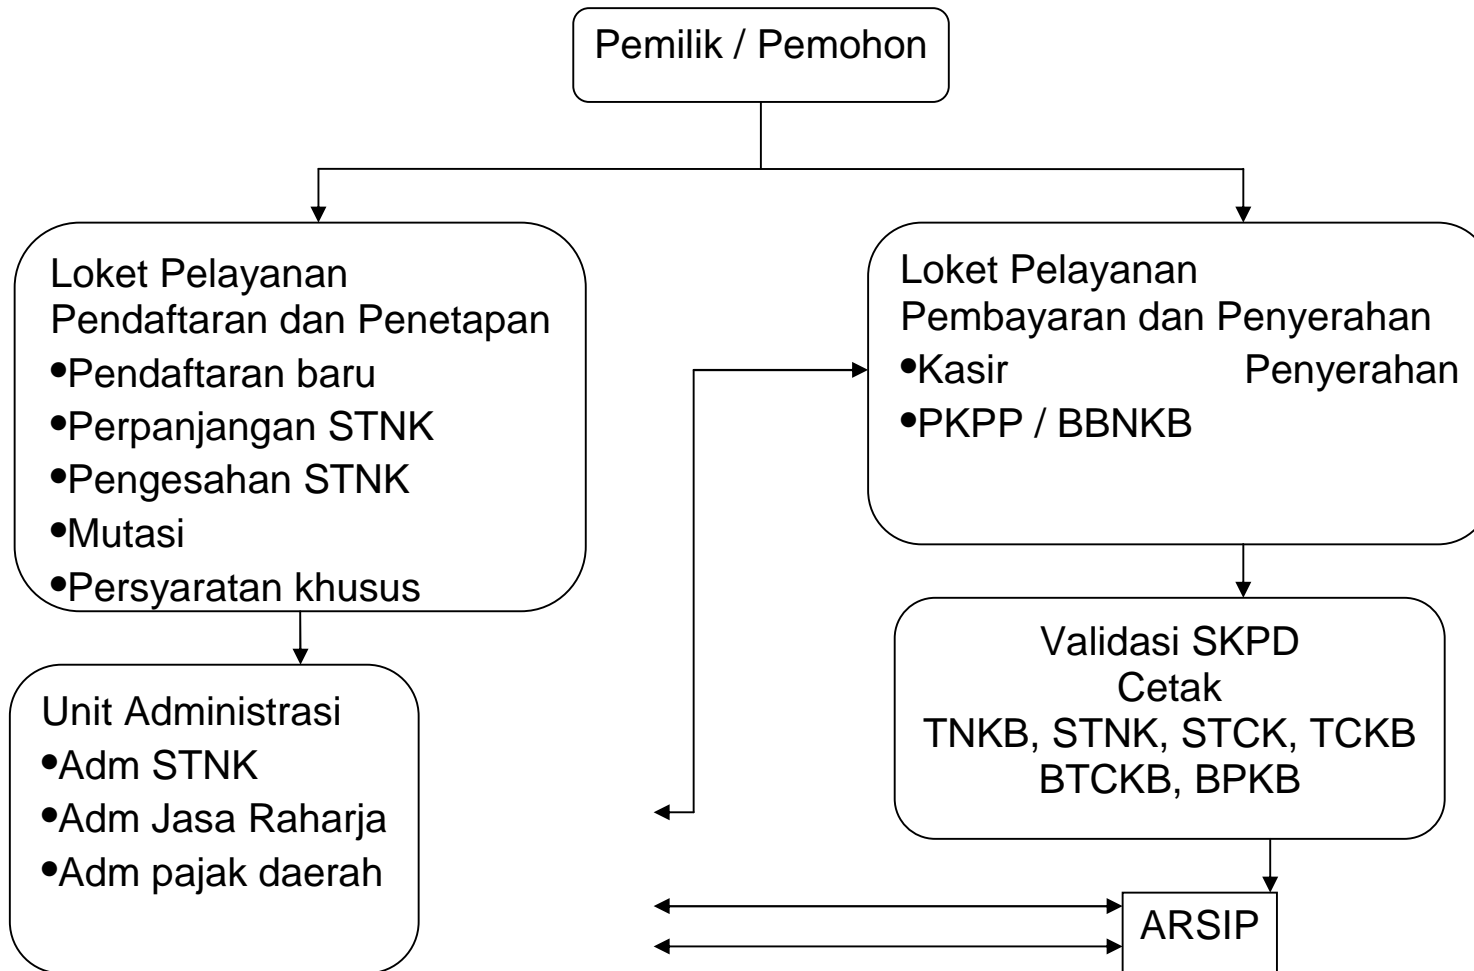 Pemilik / Pemohon
Loket Pelayanan
Pendaftaran dan Penetapan
•Pendaftaran baru
•Perpanjangan STNK
•Pengesahan STNK
•Mutasi
•Persyaratan khusus
Loket Pelayanan
Pembayaran dan Penyerahan
•Kasir Penyerahan
•PKPP / BBNKB
Unit Administrasi
•Adm STNK
•Adm Jasa Raharja
•Adm pajak daerah
Validasi SKPD
Cetak
TNKB, STNK, STCK, TCKB
BTCKB, BPKB
ARSIP